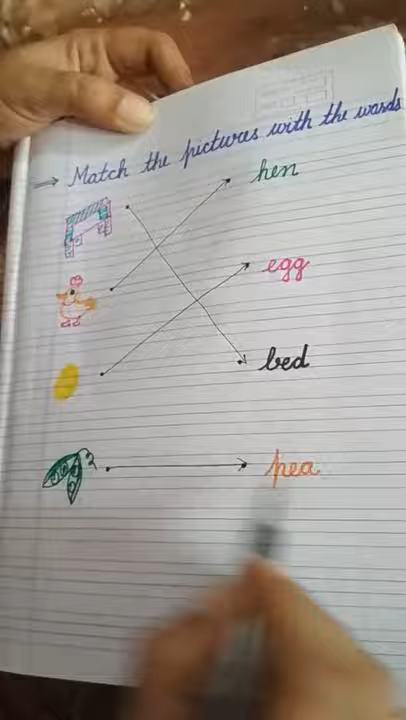 ⇒ Match the pictures with the words
hen
egg
bed
pea